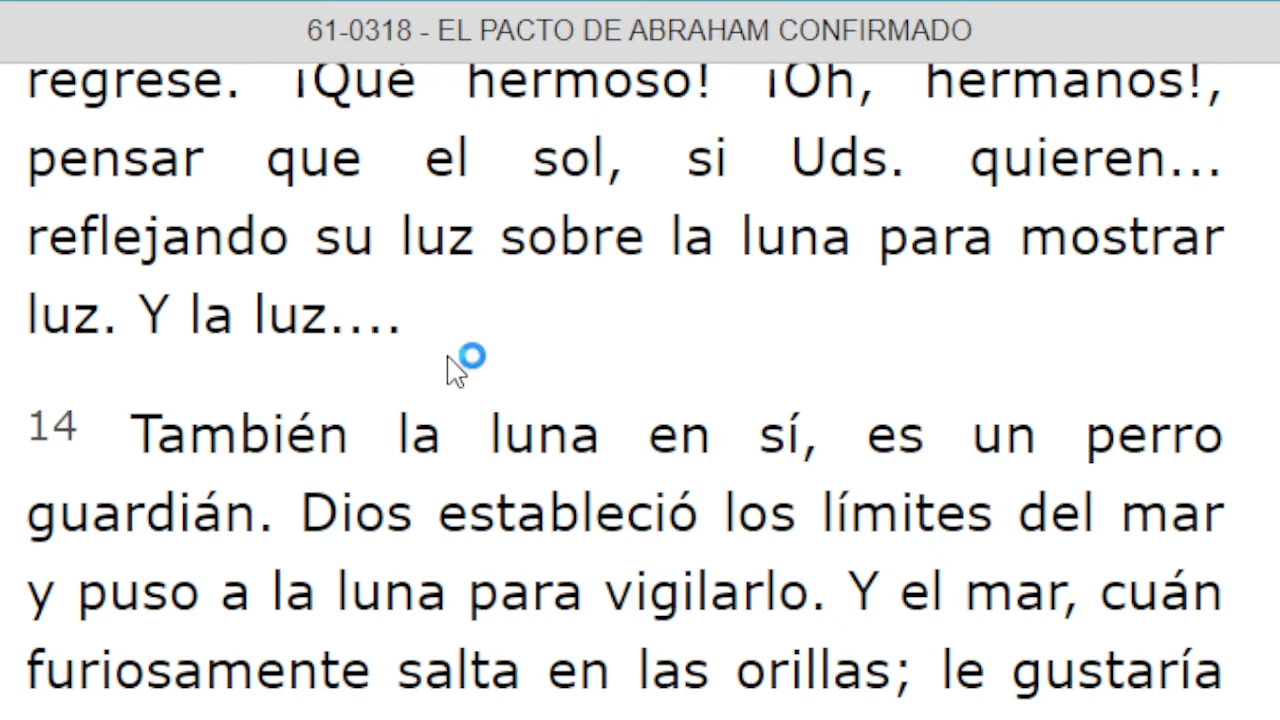 61-0318 - EL PACTO DE ABRAHAM CONFIRMADO
regrese. ¡Qué hermoso! ¡Oh, hermanos!,
pensar que el sol, si Uds. quieren...
reflejando su luz sobre la luna para mostrar
luz. Y la luz....
14 También la luna en sí, es un perro
guardián. Dios estableció los límites del mar
y puso a la luna para vigilarlo. Y el mar, cuán
furiosamente salta en las orillas; le gustaría